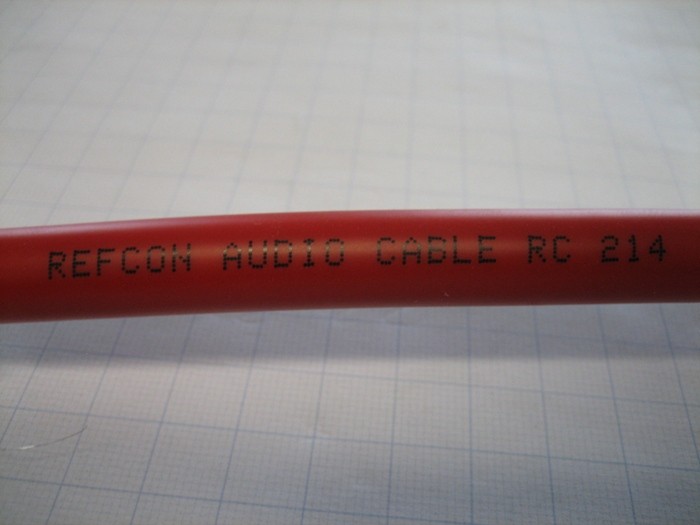 REFCON AUDIO CABLE RC 214